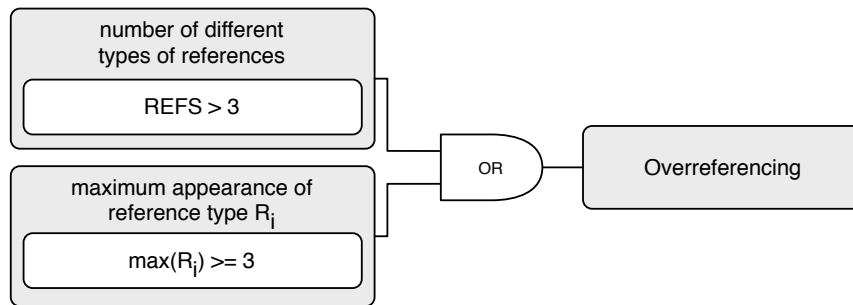 number of different
types of references
REFS > 3
maximum appearance of
reference type Ri
max(Ri) >= 3
OR
Overreferencing